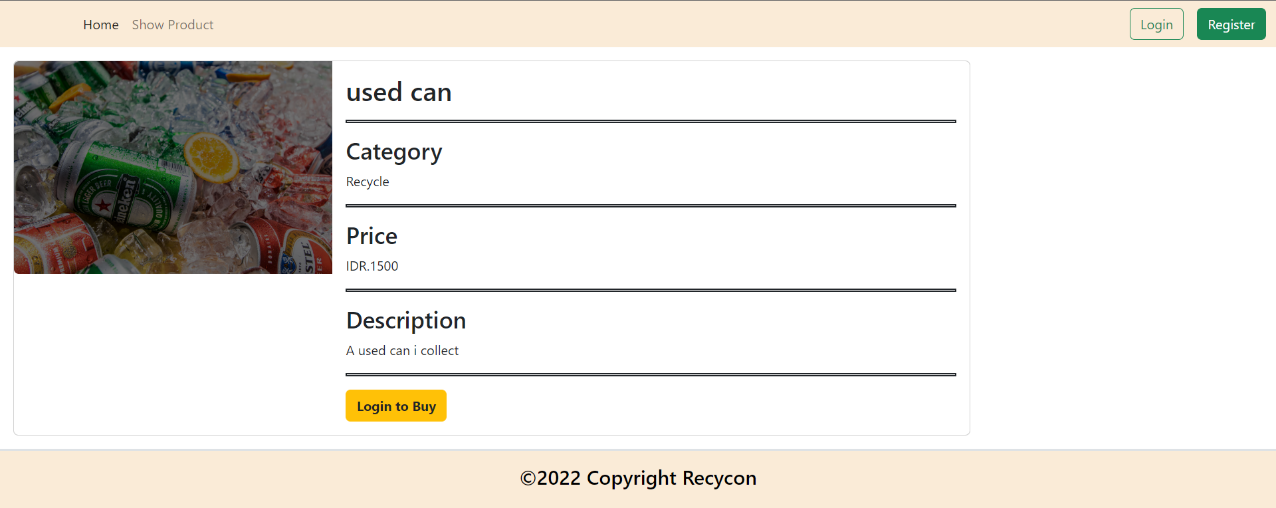 Home Show Product Login Register
used can
Category
Recycle
Price
IDR.1500
Description
A used can i collect
Login to Buy
©2022 Copyright Recycon
Heineken